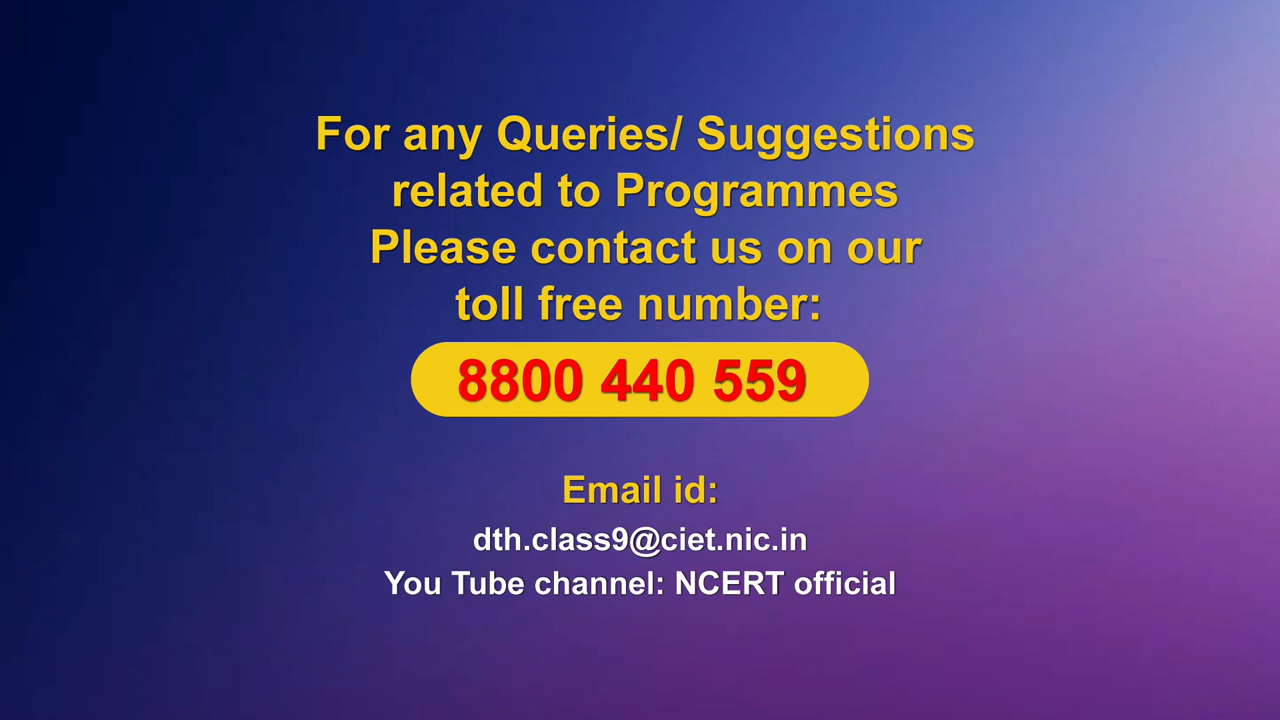 For any Queries/ Suggestions
related to Programmes
Please contact us on our
toll free number:
8800 440 559
Email id:
dth.class9@ciet.nic.in
You Tube channel: NCERT official